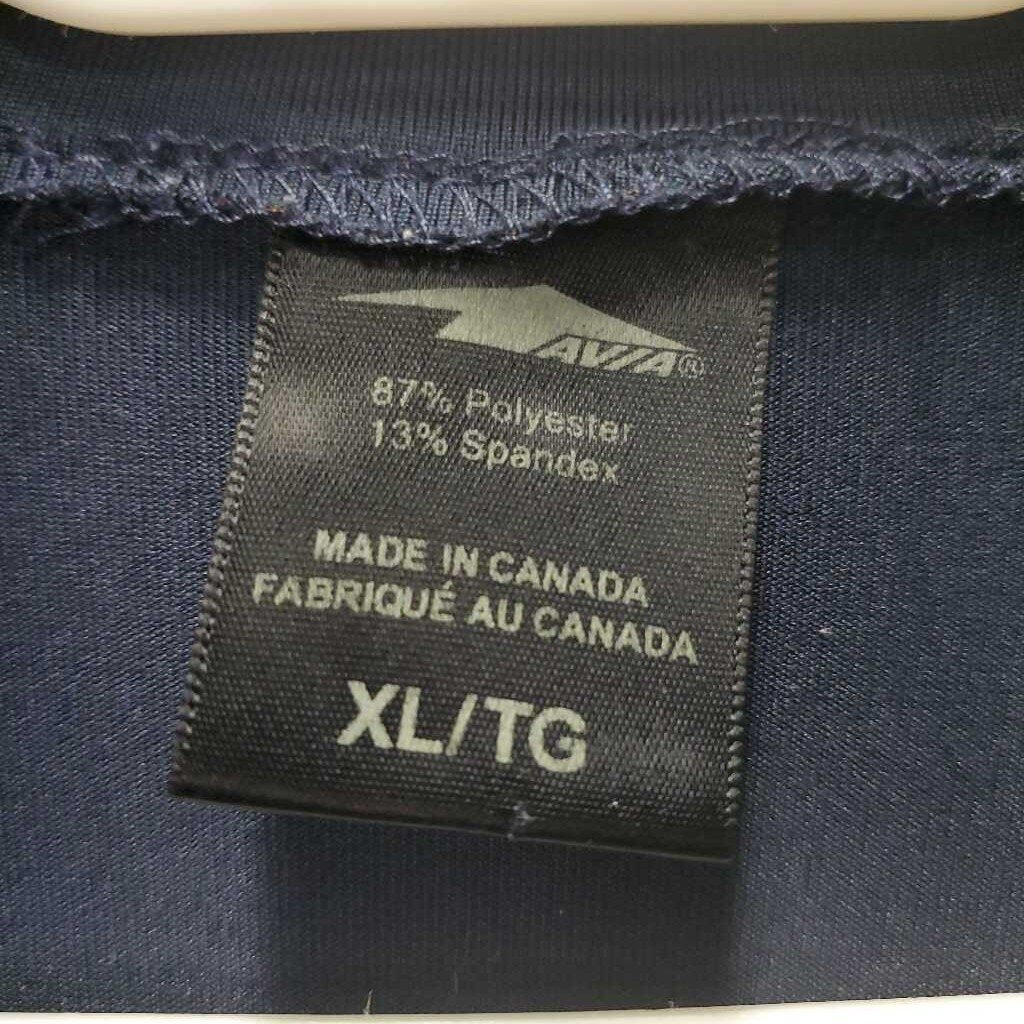 AVIA®
87% Polyester
13% Spandex
MADE IN CANADA
FABRIQUÉ AU CANADA
XL/TG